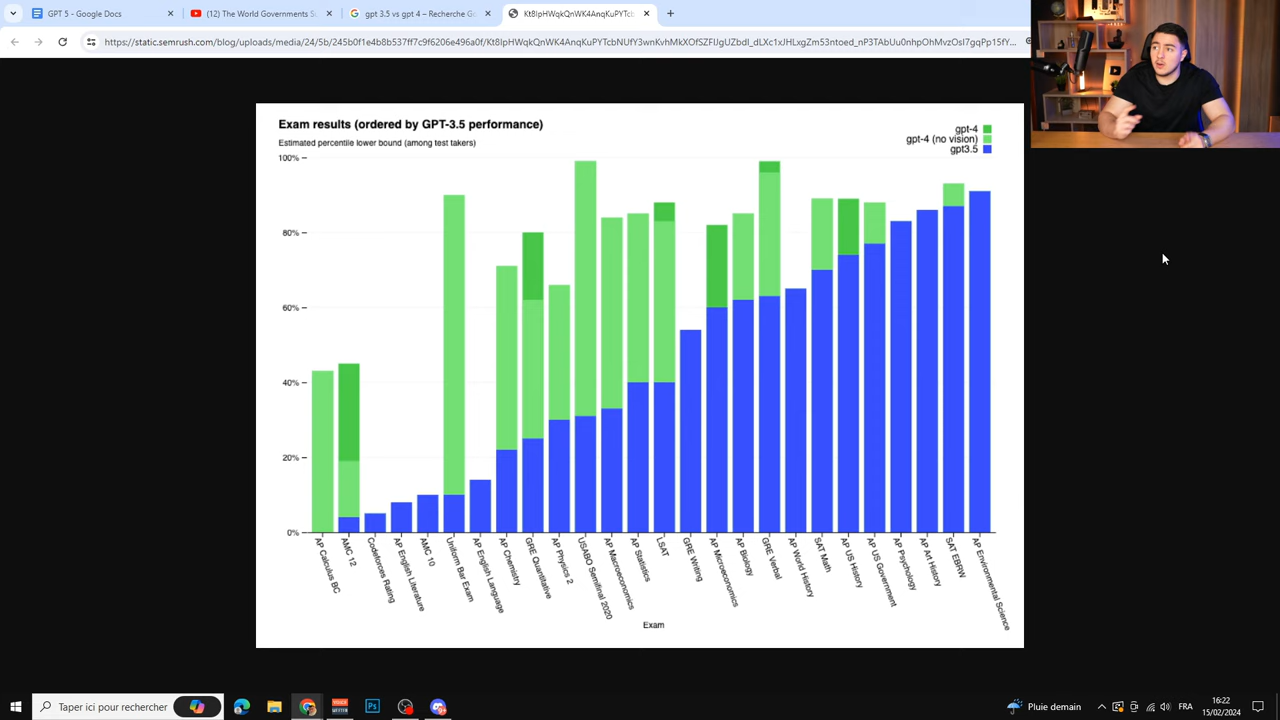 GPT 5 - Google Docs
(12) The World Governments Su
gpt 3.5 vs gpt 4 – Recherche G
Kt8IpHWqkQnWK4AnqKuPYTcb
Exam results (ordered by GPT-3.5 performance)
Estimated percentile lower bound (among test takers)
gpt-4
gpt-4 (no vision)
gpt3.5
100%
80%
60%
40%
20%
0%
AP Calculus BC
AMC 12
Codeforces Rating
AP English Literature
AMC 10
Uniform Bar Exam
AP English Language
AP Chemistry
GRE Quantitative
AP Physics 2
USABO Semifinal 2020
AP Macroeconomics
AP Statistics
LSAT
GRE Writing
AP Microeconomics
AP Biology
GRE Verbal
AP World History
SAT Math
AP US History
AP US Government
AP Psychology
AP Art History
SAT EBRW
AP Environmental Science
Exam
Taper ici pour rechercher
Pluie demain
FRA
16:22
15/02/2024